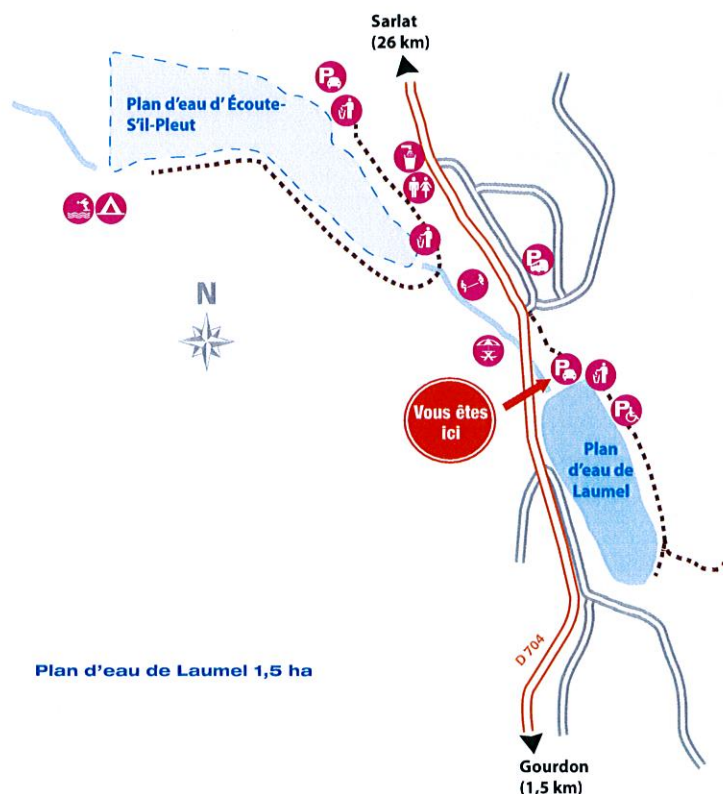 Sarlat
(26 km)
Plan d'eau d' Écoute-
S'il-Pleut
P
P
N
P
Vous êtes
ici
P
Plan
d'eau de
Laumel
D 704
Plan d'eau de Laumel 1,5 ha
Gourdon
(1,5 km)